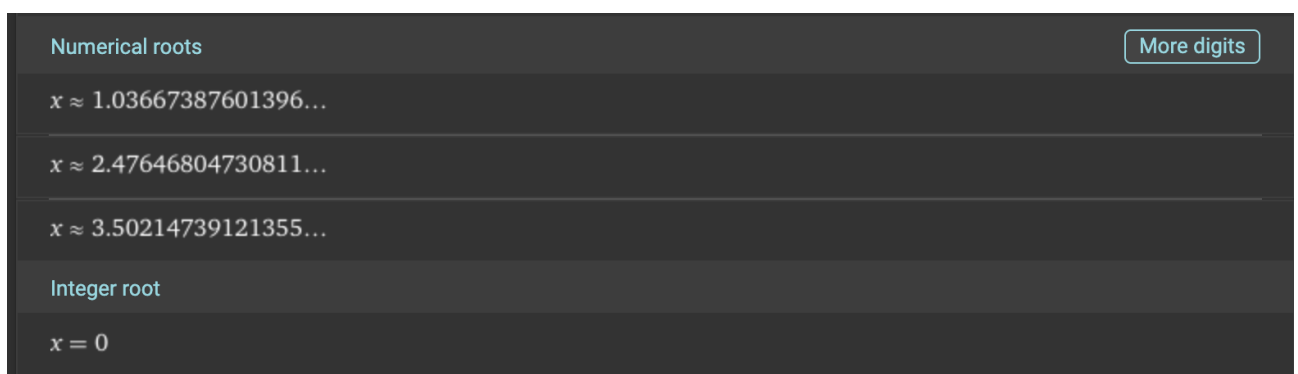 Numerical roots
More digits
x ≈ 1.03667387601396...
x ≈ 2.47646804730811...
x ≈ 3.50214739121355...
Integer root
x = 0